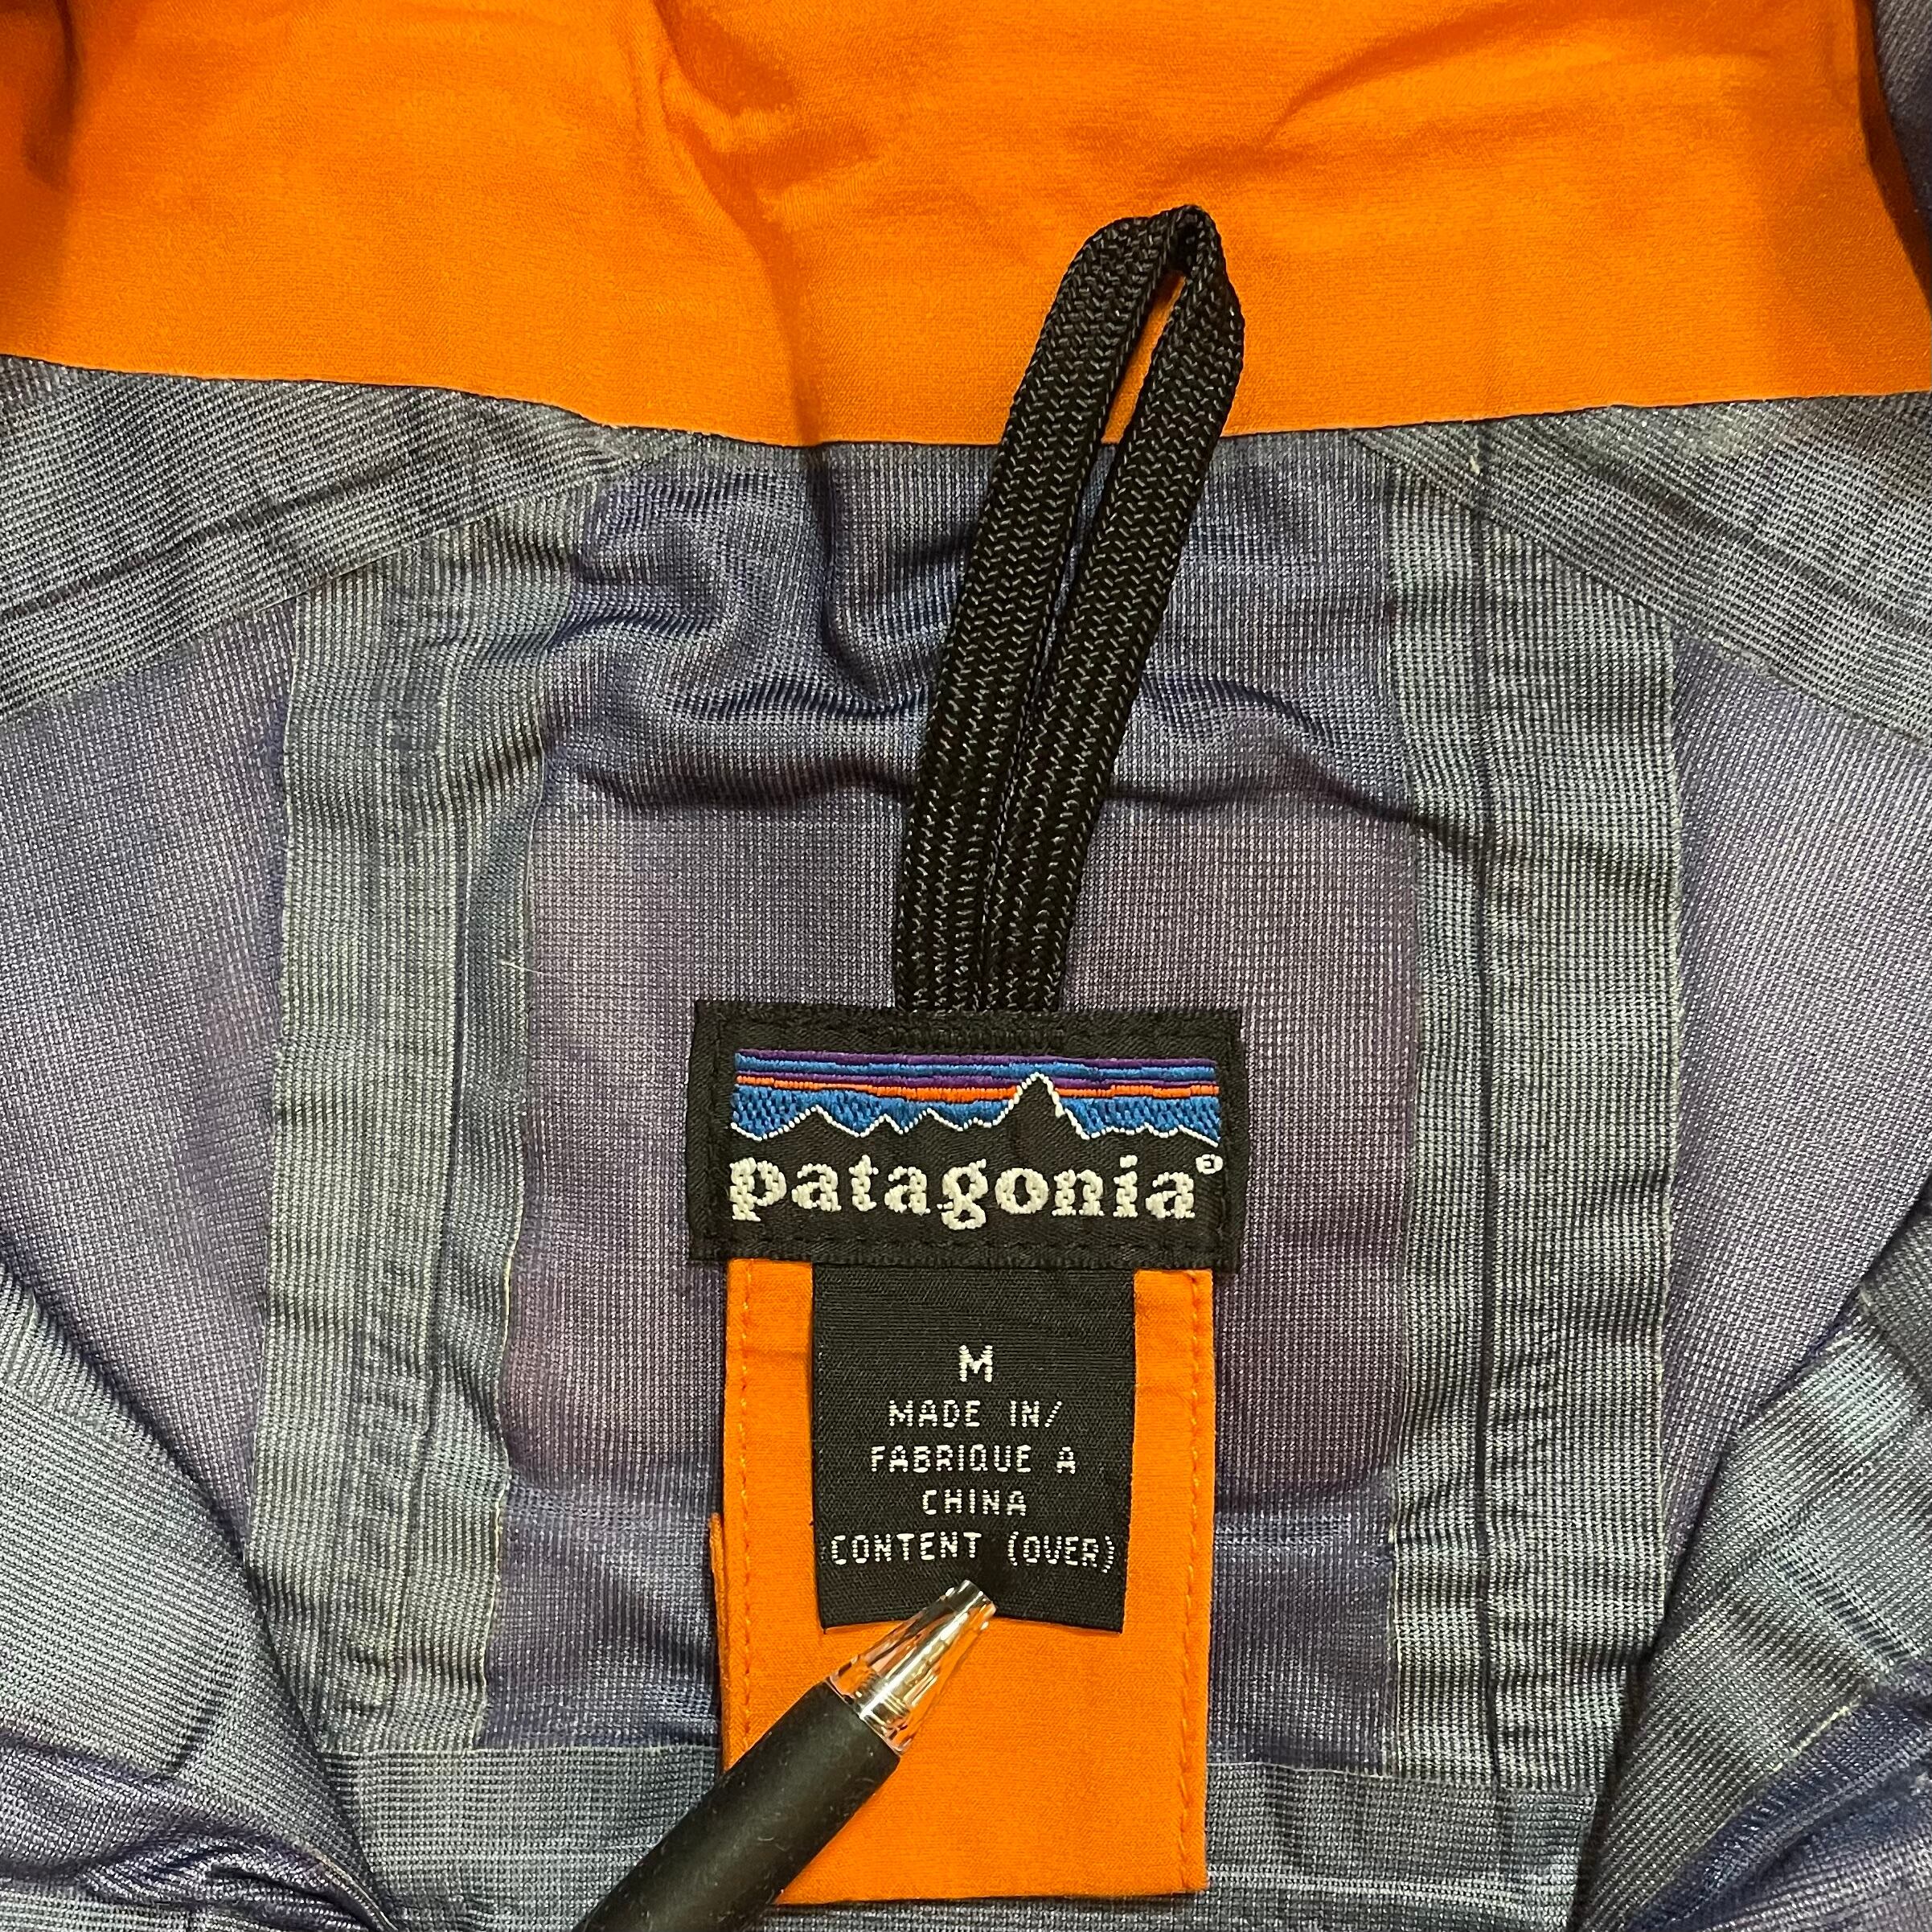 patagonia®
M
MADE IN/
FABRIQUE A
CHINA
CONTENT (OVER)